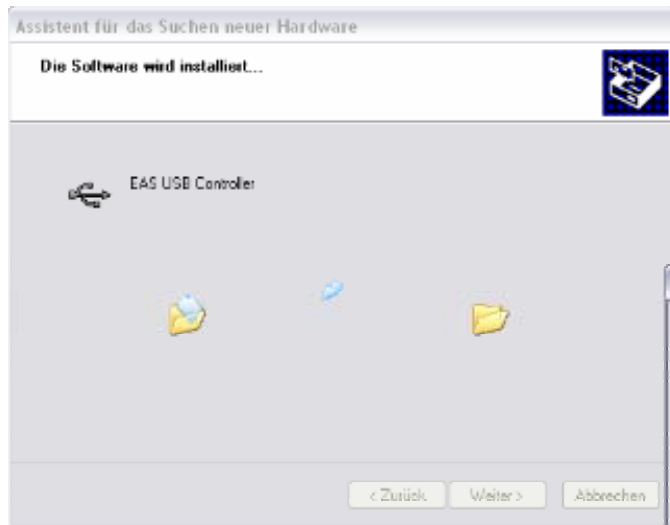 Assistent für das Suchen neuer Hardware
Die Software wird installiert...
EAS USB Controller
< Zurück
Weiter >
Abbrechen